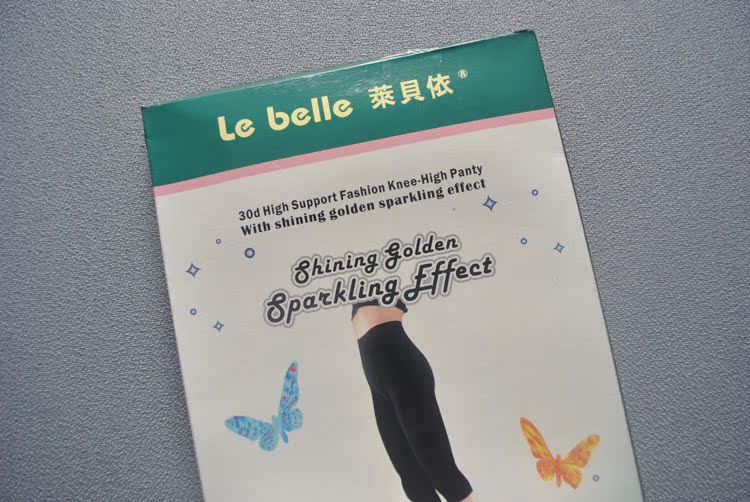 Le belle 萊貝依®
30d High Support Fashion Knee-High Panty
With shining golden sparkling effect
Shining Golden
Sparkling Effect